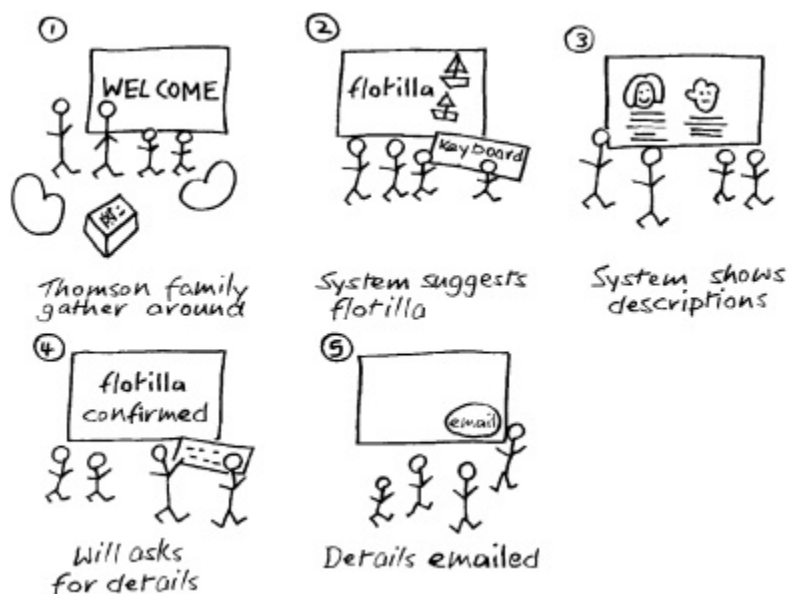 ①
WELCOME
Thomson family
gather around
②
flotilla
keyboard
System suggests
flotilla
③
System shows
descriptions
④
flotilla
confirmed
Will asks
for details
⑤
email
Details emailed